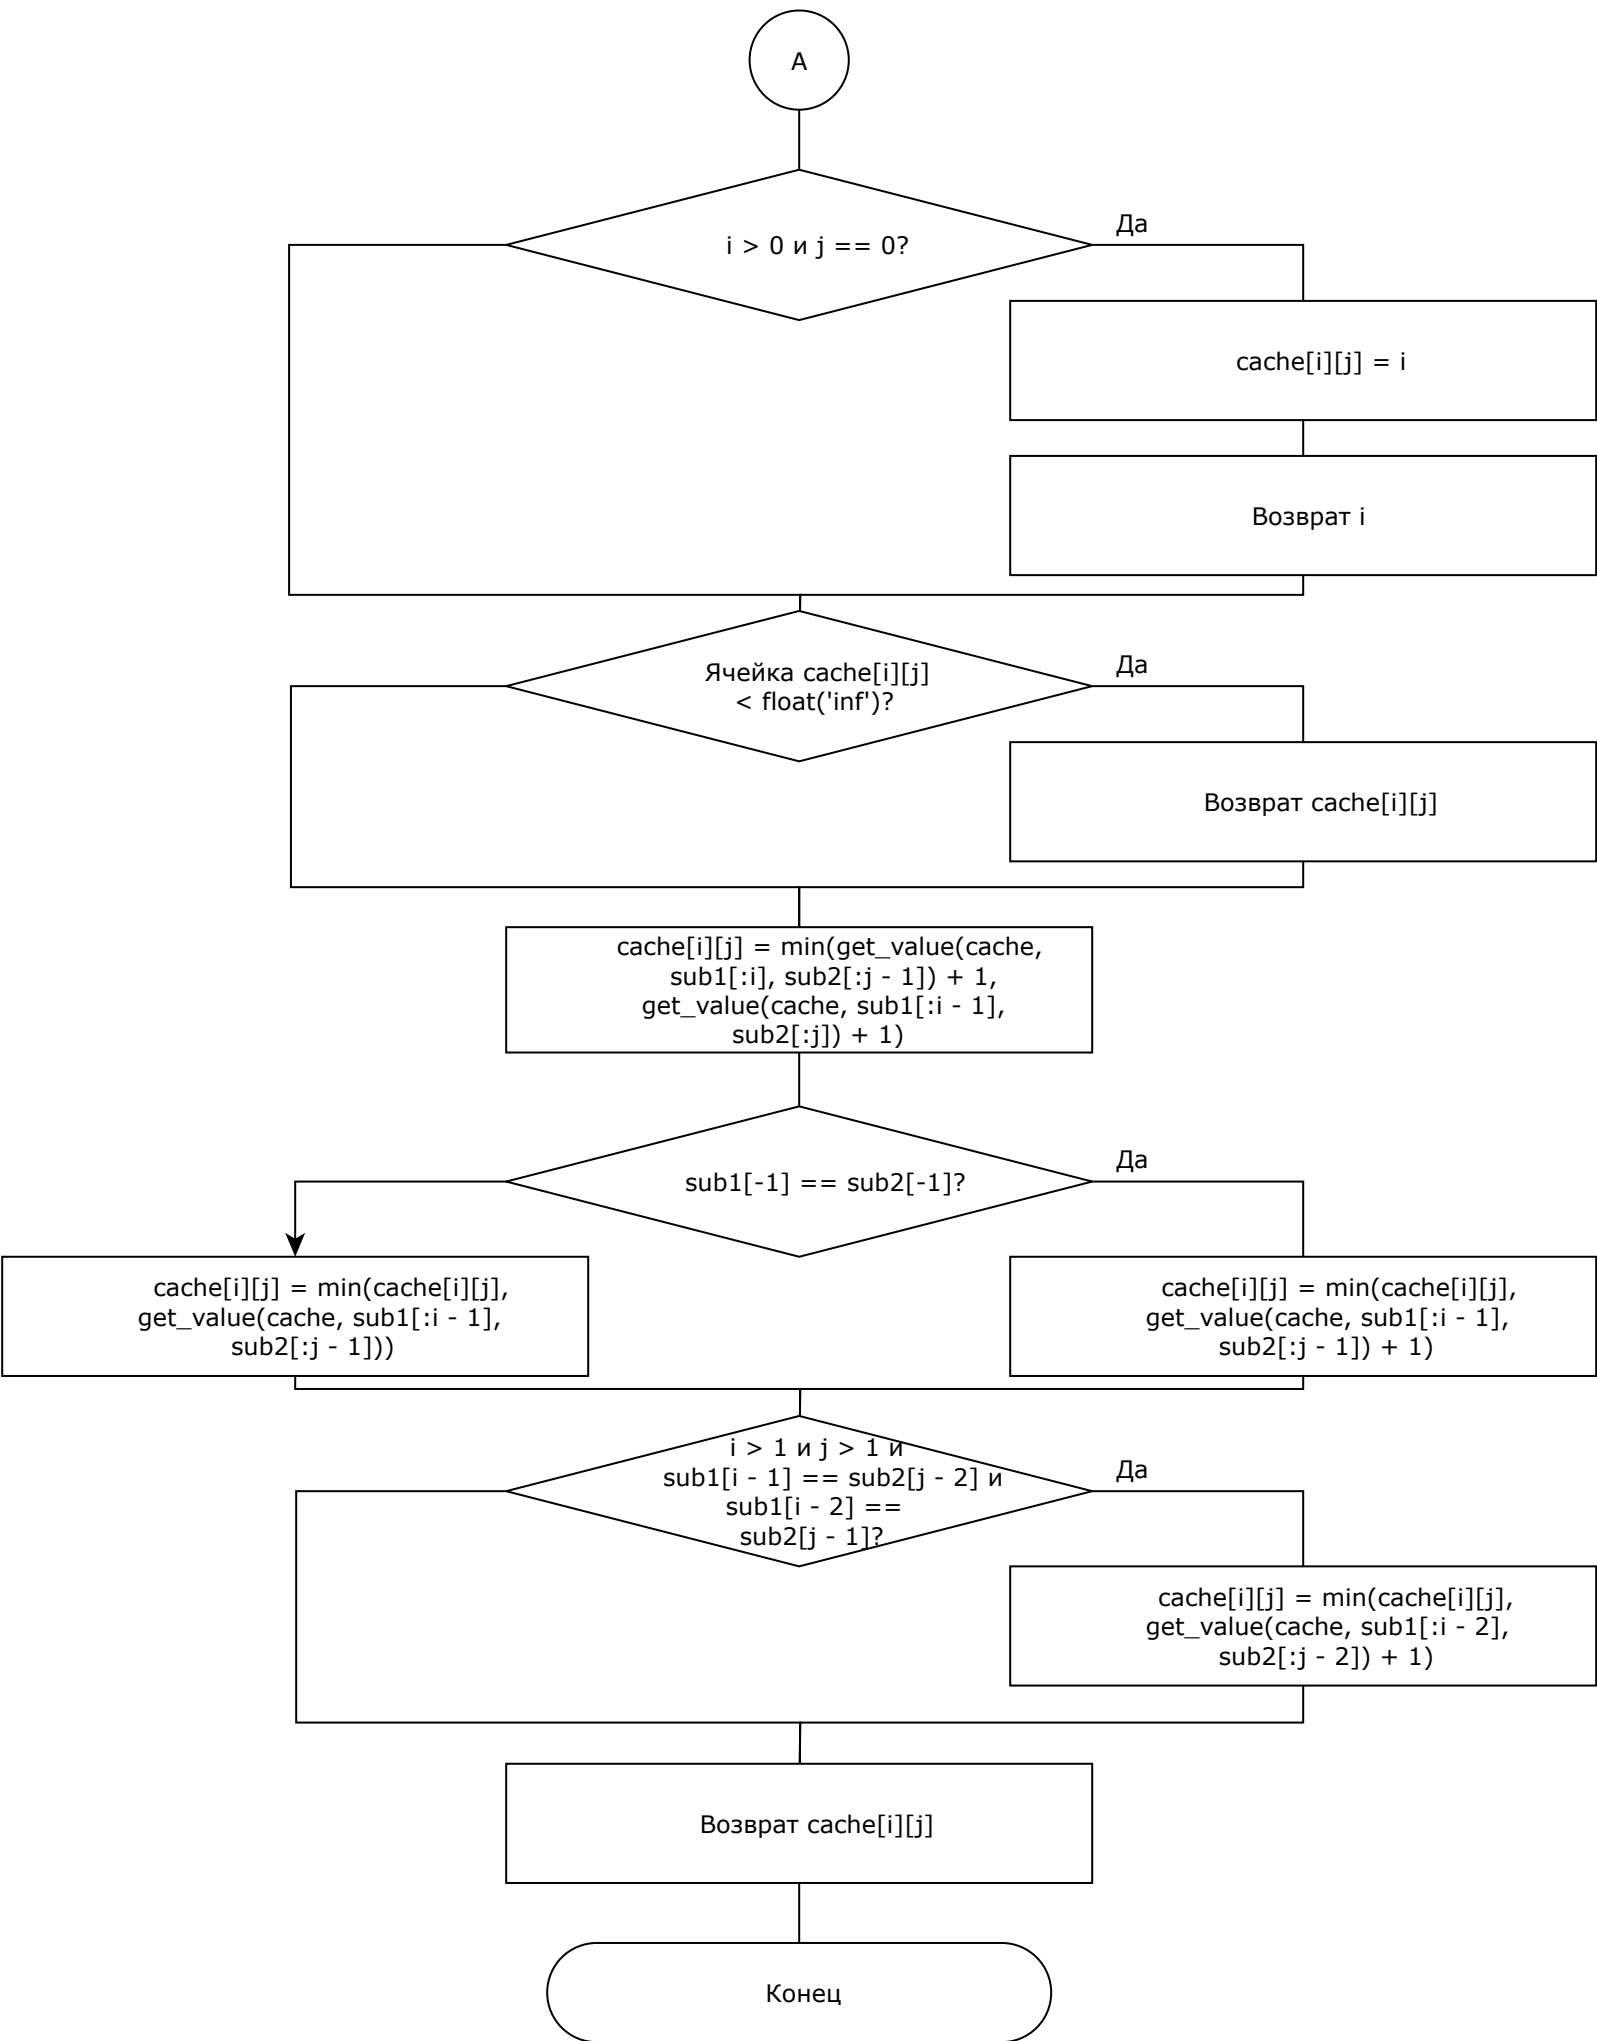 A
i > 0 и j == 0?
Да
cache[i][j] = i
Возврат i
Ячейка cache[i][j]
< float('inf')?
Да
Возврат cache[i][j]
cache[i][j] = min(get_value(cache,
sub1[:i], sub2[:j - 1]) + 1,
get_value(cache, sub1[:i - 1],
sub2[:j]) + 1)
sub1[-1] == sub2[-1]?
Да
cache[i][j] = min(cache[i][j],
get_value(cache, sub1[:i - 1],
sub2[:j - 1]))
cache[i][j] = min(cache[i][j],
get_value(cache, sub1[:i - 1],
sub2[:j - 1]) + 1)
i > 1 и j > 1 и
sub1[i - 1] == sub2[j - 2] и
sub1[i - 2] ==
sub2[j - 1]?
Да
cache[i][j] = min(cache[i][j],
get_value(cache, sub1[:i - 2],
sub2[:j - 2]) + 1)
Возврат cache[i][j]
Конец